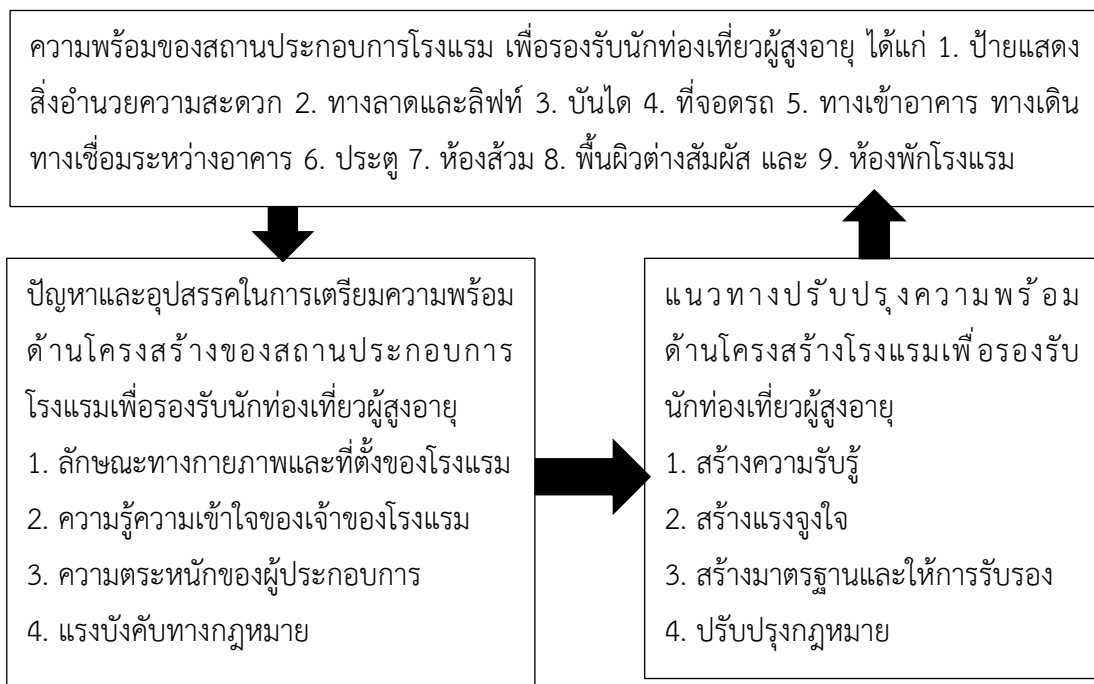 ความพร้อมของสถานประกอบการโรงแรม เพื่อรองรับนักท่องเที่ยวผู้สูงอายุ ได้แก่ 1. ป้ายแสดง
สิ่งอำนวยความสะดวก 2. ทางลาดและลิฟท์ 3. บันได 4. ที่จอดรถ 5. ทางเข้าอาคาร ทางเดิน
ทางเชื่อมระหว่างอาคาร 6. ประตู 7. ห้องส้วม 8. พื้นผิวต่างสัมผัส และ 9. ห้องพักโรงแรม
ปัญหาและอุปสรรคในการเตรียมความพร้อม
ด้านโครงสร้างของสถานประกอบการ
โรงแรมเพื่อรองรับนักท่องเที่ยวผู้สูงอายุ
1. ลักษณะทางกายภาพและที่ตั้งของโรงแรม
2. ความรู้ความเข้าใจของเจ้าของโรงแรม
3. ความตระหนักของผู้ประกอบการ
4. แรงบังคับทางกฎหมาย
แนวทางปรับปรุงความพร้อม
ด้านโครงสร้างโรงแรมเพื่อรองรับ
นักท่องเที่ยวผู้สูงอายุ
1. สร้างความรับรู้
2. สร้างแรงจูงใจ
3. สร้างมาตรฐานและให้การรับรอง
4. ปรับปรุงกฎหมาย